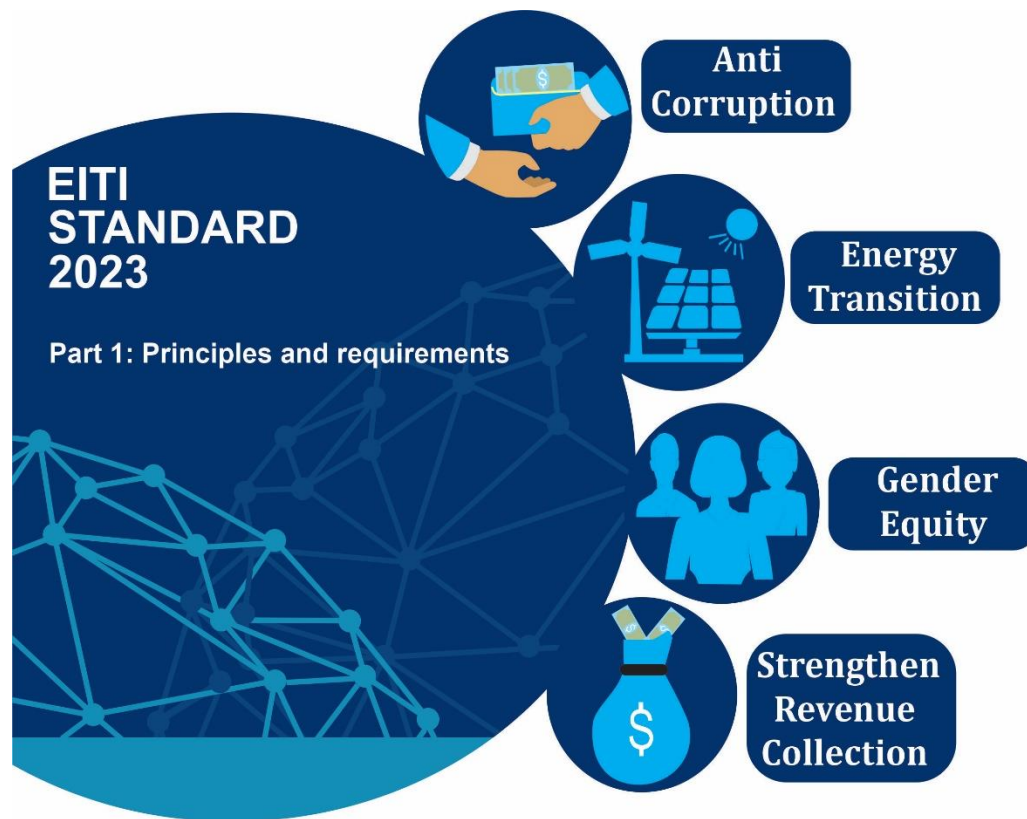 EITI
STANDARD
2023
Part 1: Principles and requirements
Anti
Corruption
Energy
Transition
Gender
Equity
Strengthen
Revenue
Collection
$
$
$
$